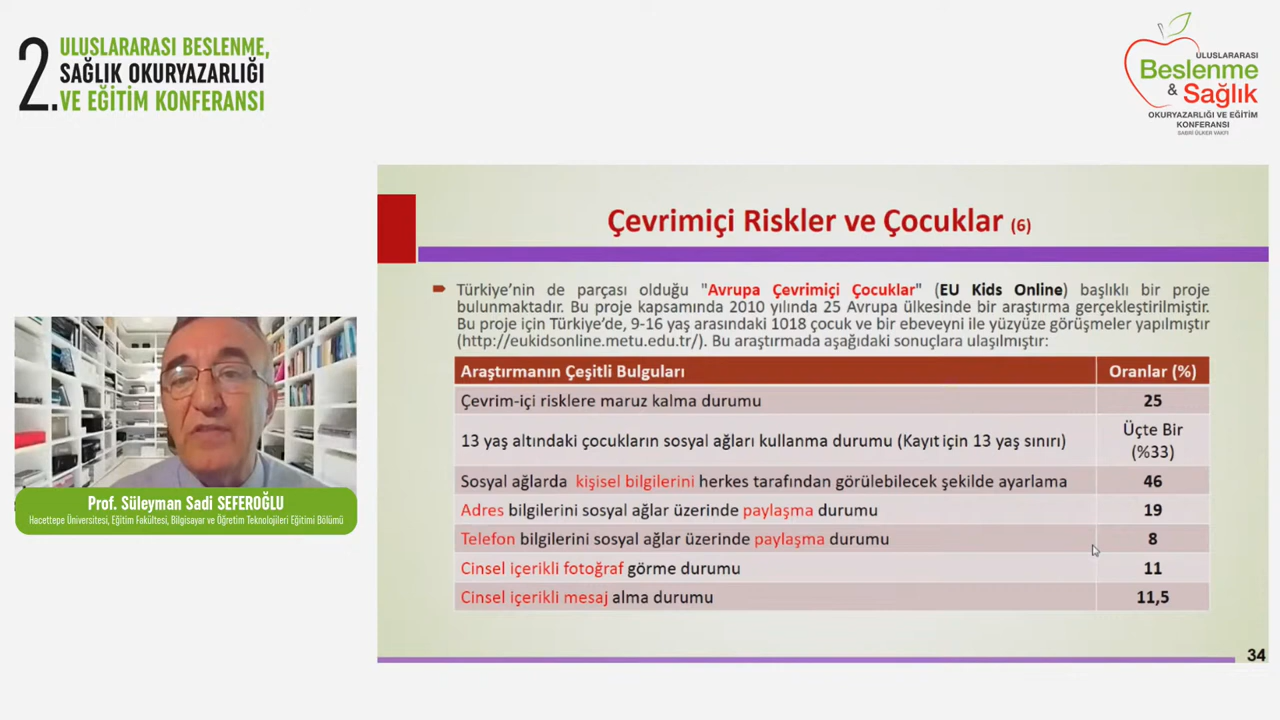 2. ULUSLARARASI BESLENME,
SAĞLIK OKURYAZARLIĞI
VE EĞİTİM KONFERANSI
ULUSLARARASI
Beslenme
& Sağlık
OKURYAZARLIĞI VE EĞİTİM
KONFERANSI
SABRİ ÜLKER VAKFI
Çevrimiçi Riskler ve Çocuklar (6)
Türkiye'nin de parçası olduğu "Avrupa Çevrimiçi Çocuklar" (EU Kids Online) başlıklı bir proje
bulunmaktadır. Bu proje kapsamında 2010 yılında 25 Avrupa ülkesinde bir araştırma gerçekleştirilmiştir.
Bu proje için Türkiye'de, 9-16 yaş arasındaki 1018 çocuk ve bir ebeveyni ile yüzyüze görüşmeler yapılmıştır
(http://eukidsonline.metu.edu.tr/). Bu araştırmada aşağıdaki sonuçlara ulaşılmıştır:
Araştırmanın Çeşitli Bulguları Oranlar (%)
Çevrim-içi risklere maruz kalma durumu 25
13 yaş altındaki çocukların sosyal ağları kullanma durumu (Kayıt için 13 yaş sınırı) Üçte Bir
(%33)
Sosyal ağlarda kişisel bilgilerini herkes tarafından görülebilecek şekilde ayarlama 46
Adres bilgilerini sosyal ağlar üzerinde paylaşma durumu 19
Telefon bilgilerini sosyal ağlar üzerinde paylaşma durumu 8
Cinsel içerikli fotoğraf görme durumu 11
Cinsel içerikli mesaj alma durumu 11,5
34
Prof. Süleyman Sadi SEFEROĞLU
Hacettepe Üniversitesi, Eğitim Fakültesi, Bilgisayar ve Öğretim Teknolojileri Eğitimi Bölümü